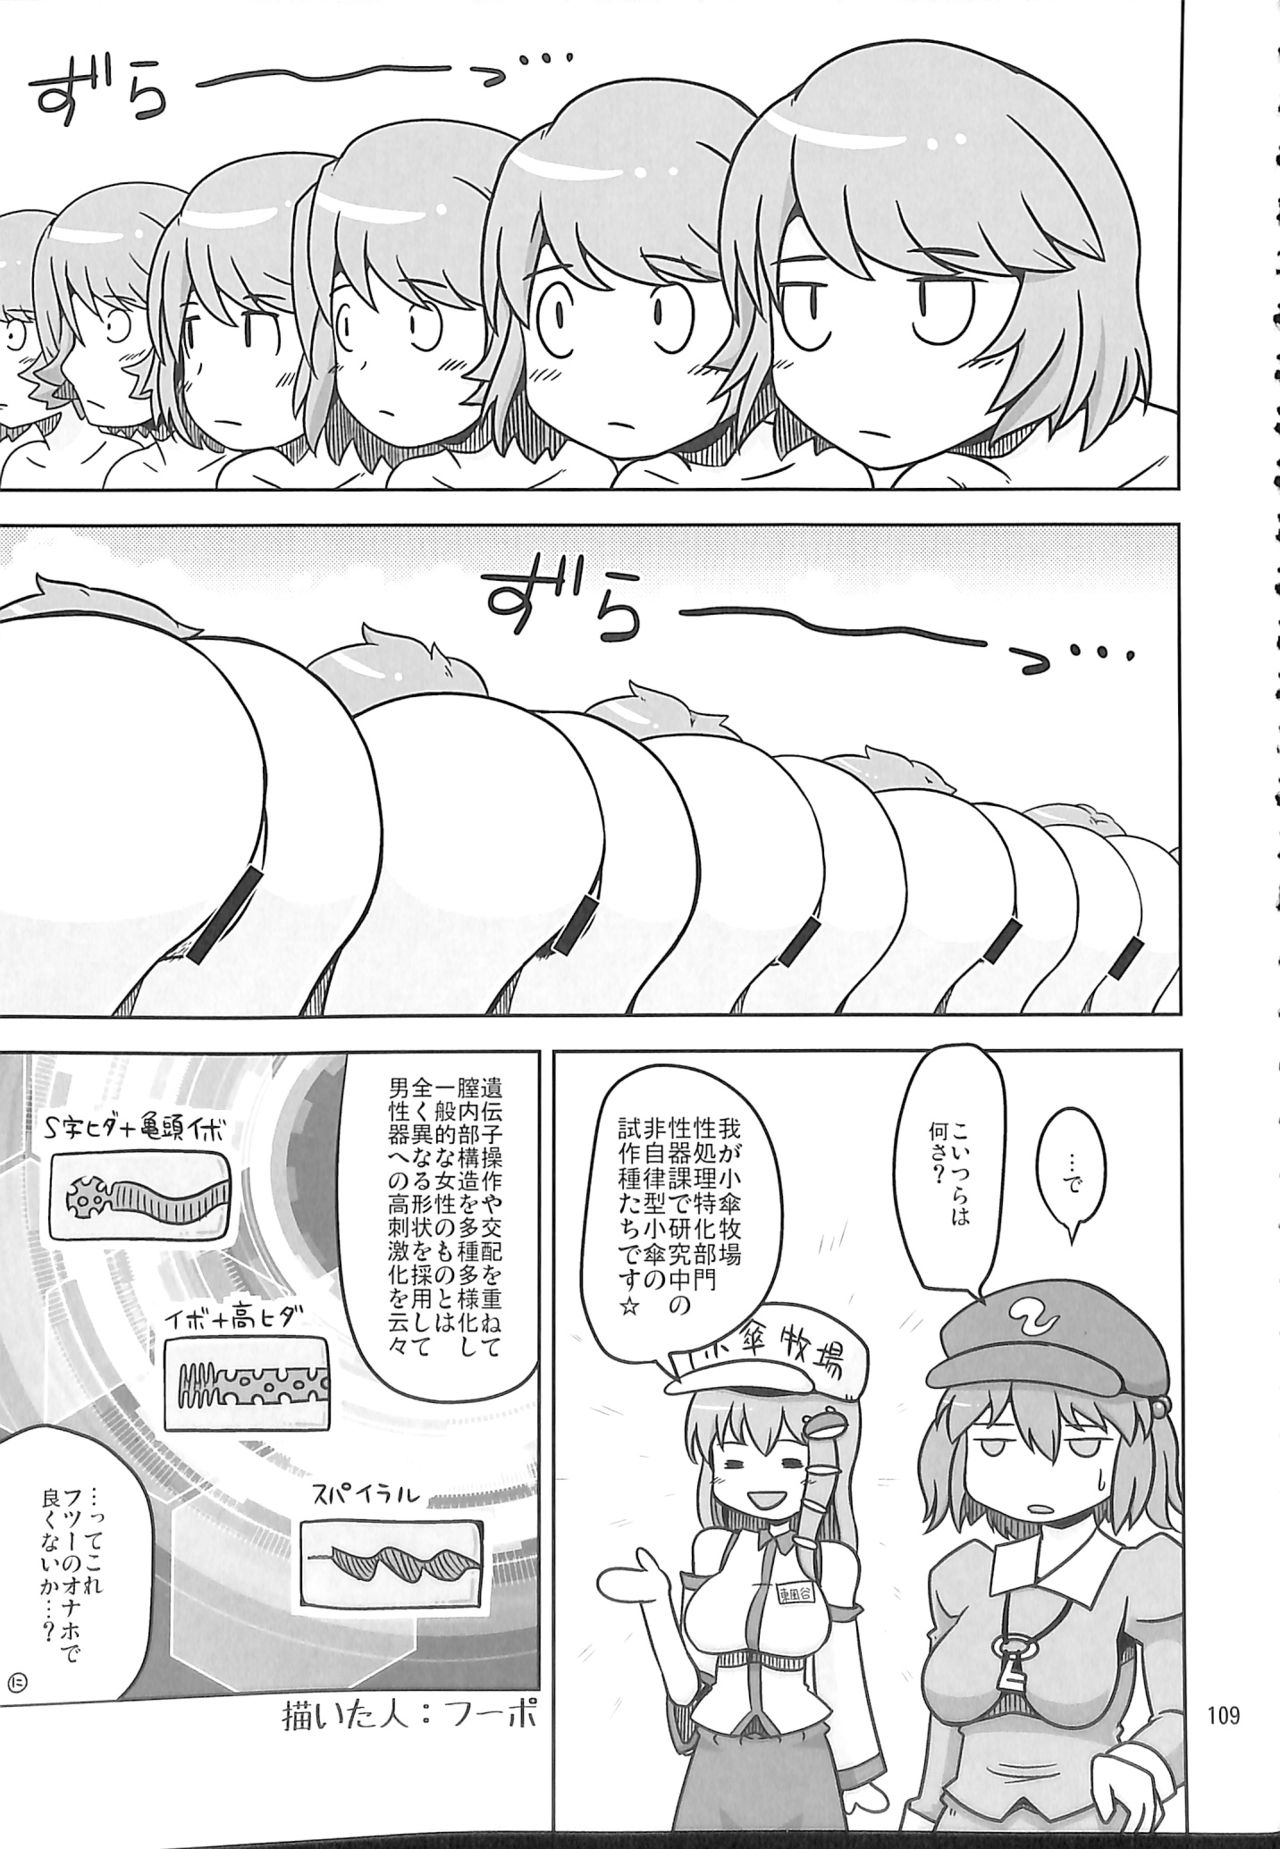 ずらーーっ…
ずらーーっ…
…で
こいつらは
何さ？
我が小傘牧場
性処理特化部門
性器課で研究中の
非自律型小傘の
試作種たちです☆
小傘牧場
東風谷
遺伝子操作や交配を重ねて
膣内部構造を多種多様化し
一般的な女性のものとは
全く異なる形状を採用して
男性器への高刺激化を云々
S字ヒダ+亀頭イボ
イボ+高ヒダ
スパイラル
…ってこれ
フツーのオナホで
良くないか…？
に
描いた人：フーポ
109